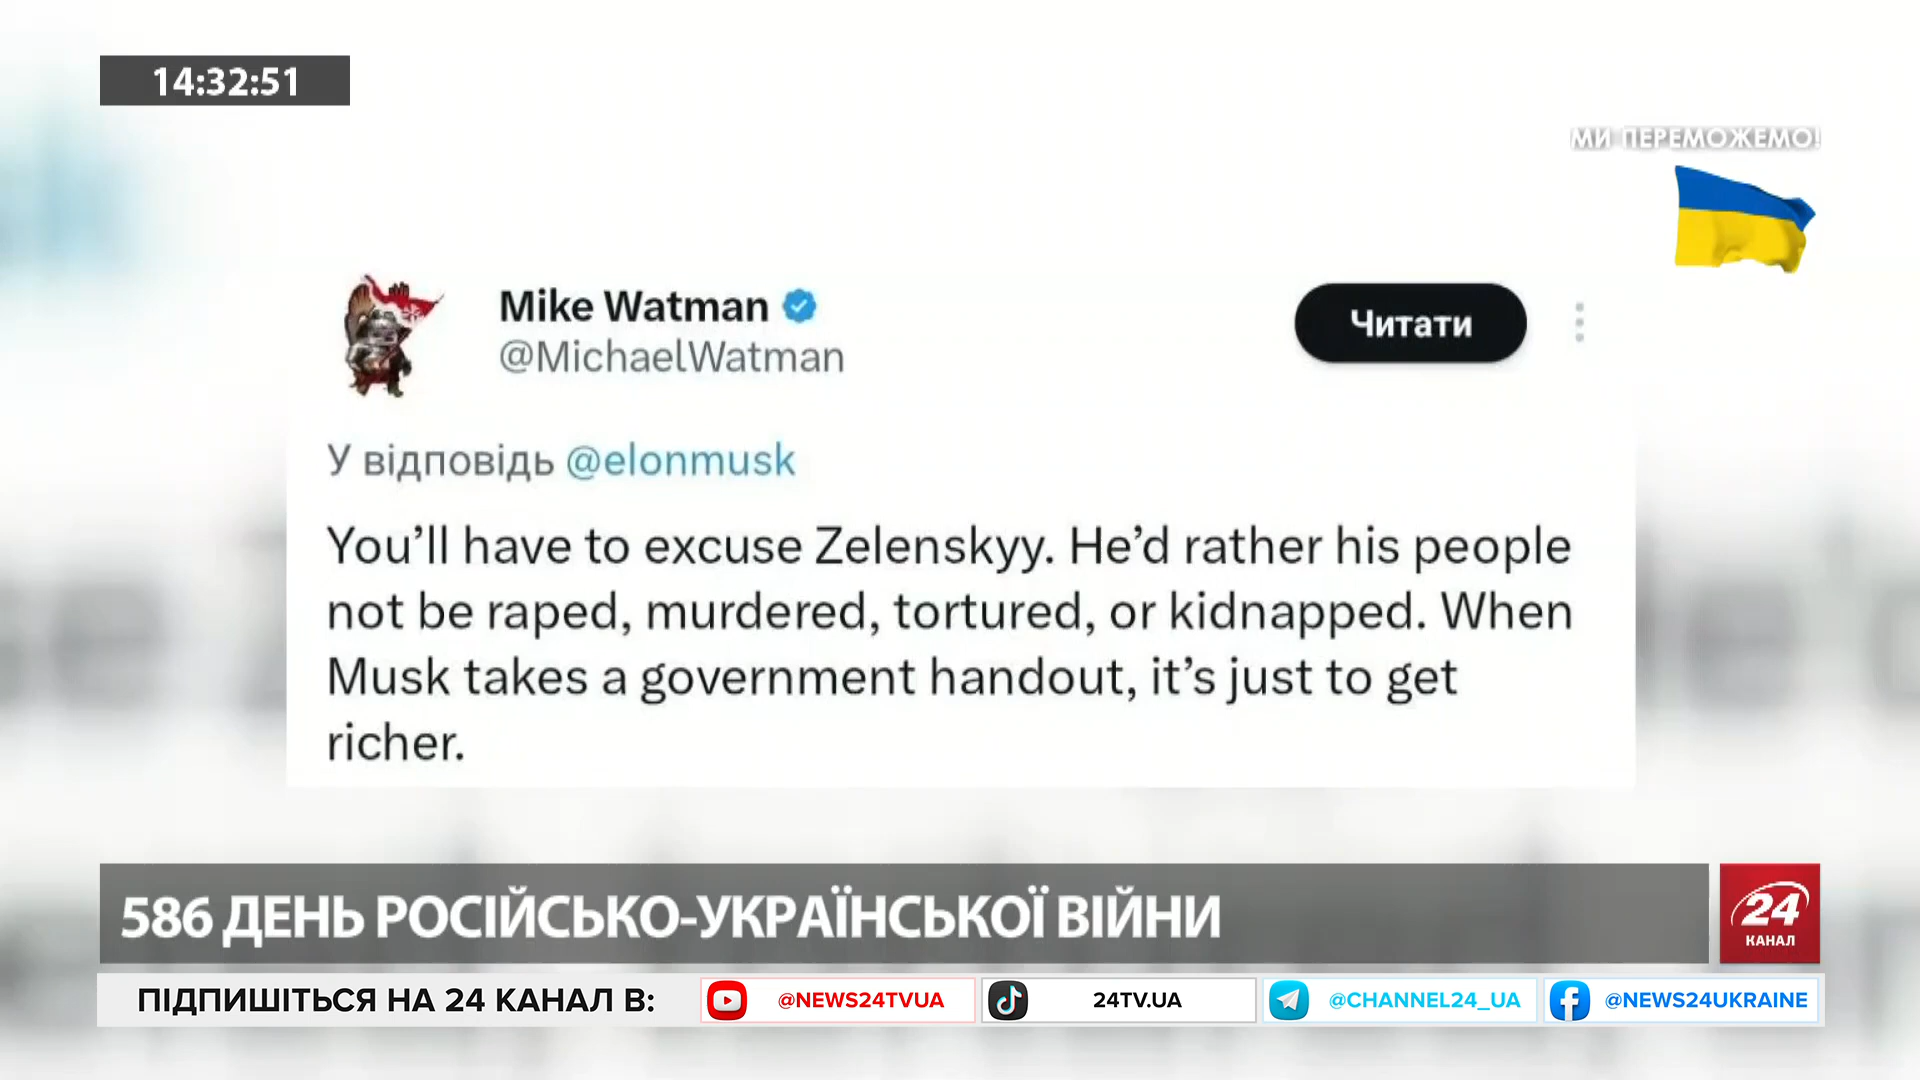 14:32:51
МИ ПЕРЕМОЖЕМО!
Mike Watman
@MichaelWatman
Читати
У відповідь @elonmusk
You’ll have to excuse Zelenskyy. He’d rather his people
not be raped, murdered, tortured, or kidnapped. When
Musk takes a government handout, it’s just to get
richer.
586 ДЕНЬ РОСІЙСЬКО-УКРАЇНСЬКОЇ ВІЙНИ
24
КАНАЛ
ПІДПИШІТЬСЯ НА 24 КАНАЛ В:
@NEWS24TVUA
24TV.UA
@CHANNEL24_UA
@NEWS24UKRAINE